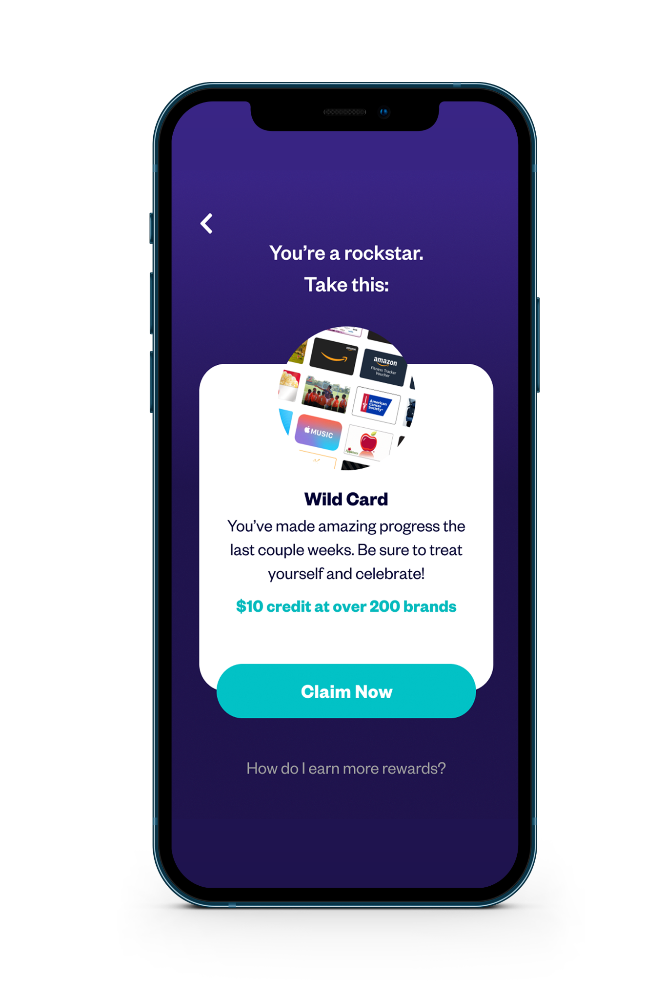 You’re a rockstar.
Take this:
amazon
amazon
Fitness Tracker
Voucher
American
Cancer
Society®
MUSIC
Applebees
Wild Card
You’ve made amazing progress the
last couple weeks. Be sure to treat
yourself and celebrate!
$10 credit at over 200 brands
Claim Now
How do I earn more rewards?